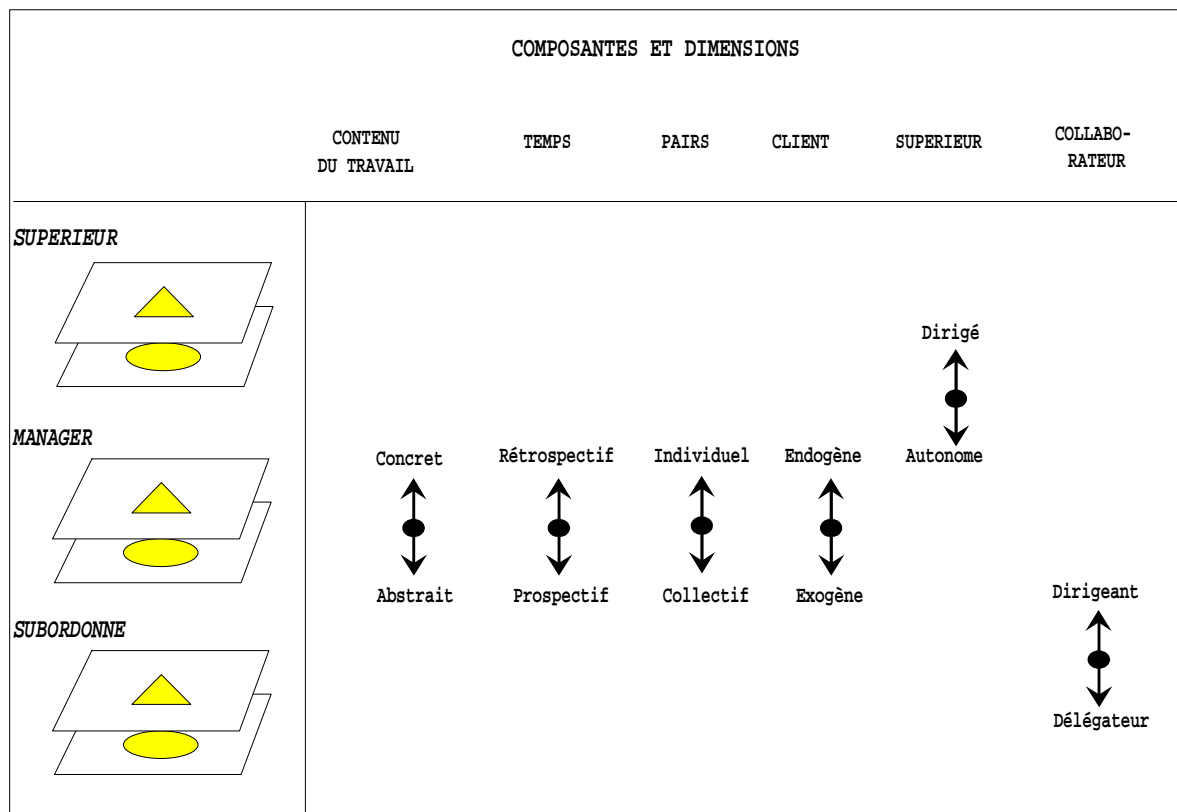 COMPOSANTES ET DIMENSIONS
CONTENU
DU TRAVAIL
TEMPS
PAIRS
CLIENT
SUPERIEUR
COLLABO-
RATEUR
SUPERIEUR
Dirigé
MANAGER
Concret
Rétrospectif
Individuel
Endogène
Autonome
Abstrait
Prospectif
Collectif
Exogène
Dirigeant
SUBORDONNE
Délégateur